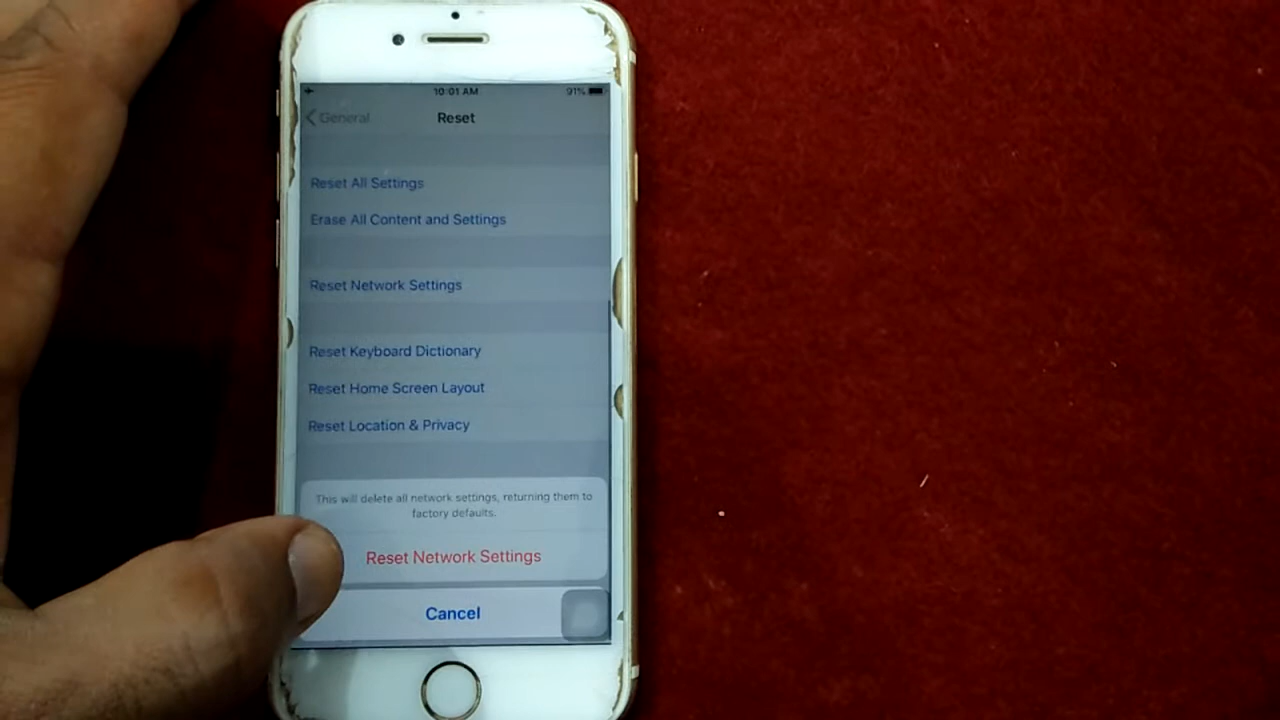 10:01 AM 91%
General Reset
Reset All Settings
Erase All Content and Settings
Reset Network Settings
Reset Keyboard Dictionary
Reset Home Screen Layout
Reset Location & Privacy
This will delete all network settings, returning them to
factory defaults.
Reset Network Settings
Cancel